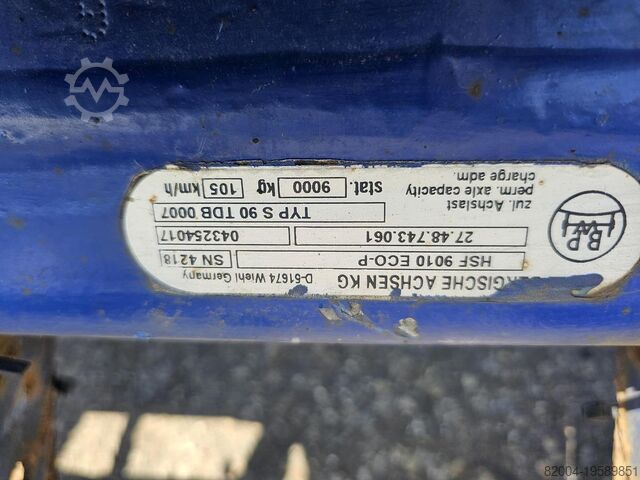 BPW
GISCHE ACHSEN KG
D-51674 Wiehl Germany
HSF 9010 ECO-P SN 4218
27.48.743.061 043254017
TYP S 90 TDB 0007
zul. Achslast
perm. axle capacity
charge adm.
stat. 9000 kg 105 km/h
82004-19589851